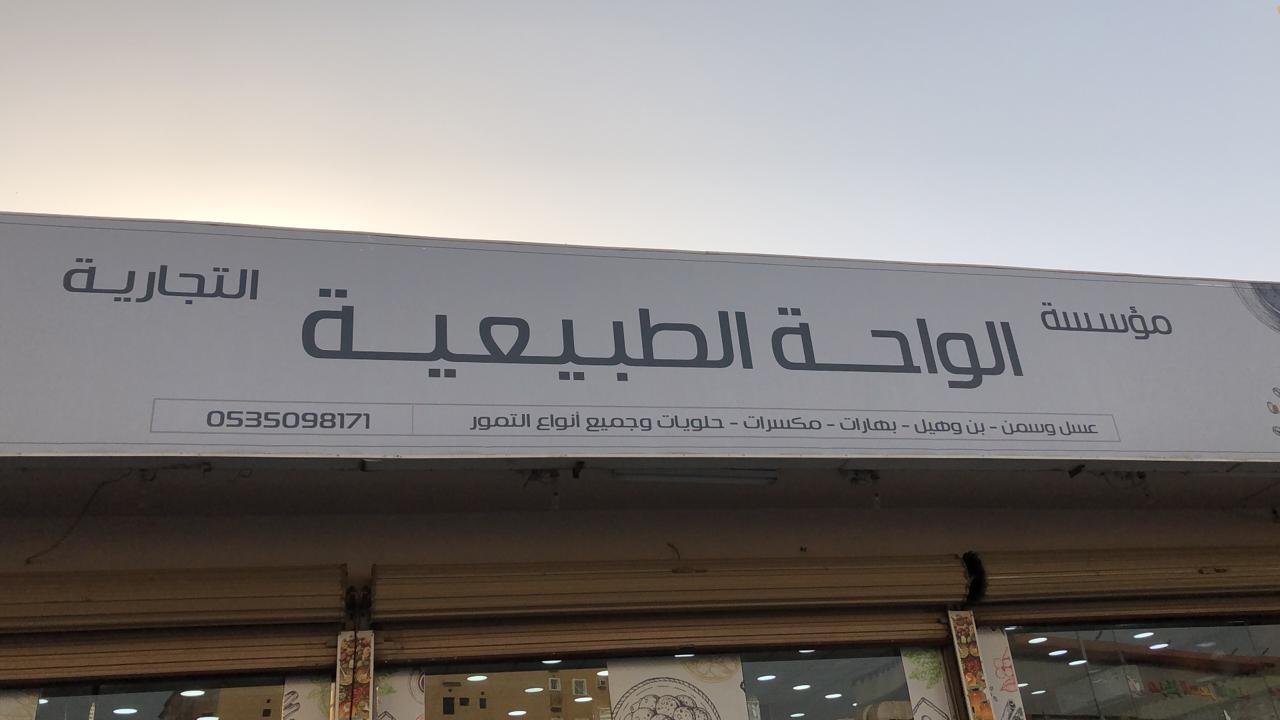 مؤسسة الواحة الطبيعية التجارية
عسل وسمن - بن وهيل - بهارات - مكسرات - حلويات وجميع أنواع التمور 0535098171